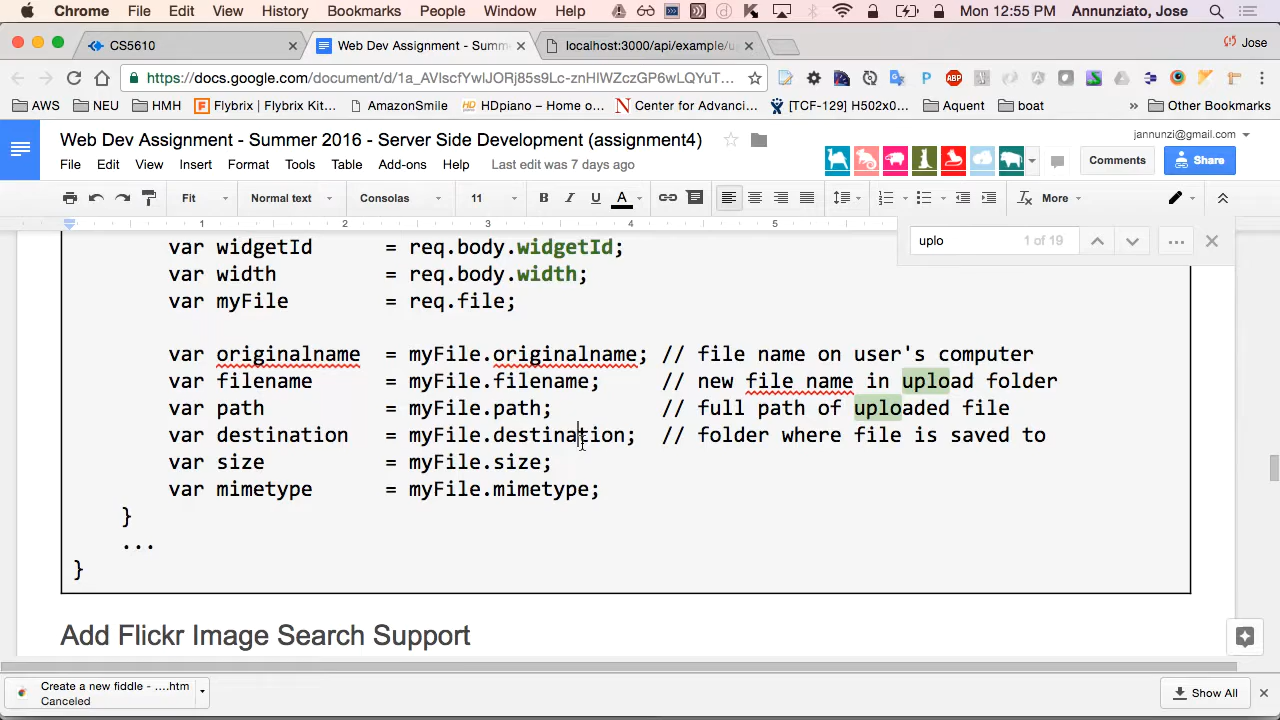 Chrome File Edit View History Bookmarks People Window Help Mon 12:55 PM Annunziato, Jose
CS5610 Web Dev Assignment - Summ localhost:3000/api/example/u Jose
https://docs.google.com/document/d/1a_AVlscfYwlJORj85s9Lc-znHlWZczGP6wLQYuT...
AWS NEU HMH Flybrix | Flybrix Kit... AmazonSmile HDpiano – Home o... Center for Advanci... [TCF-129] H502x0... Aquent boat » Other Bookmarks
Web Dev Assignment - Summer 2016 - Server Side Development (assignment4) jannunzi@gmail.com
File Edit View Insert Format Tools Table Add-ons Help Last edit was 7 days ago Comments Share
Fit Normal text Consolas 11 B I U A More
1 2 3 4 5
uplo 1 of 19
var widgetId = req.body.widgetId;
var width = req.body.width;
var myFile = req.file;
var originalname = myFile.originalname; // file name on user's computer
var filename = myFile.filename; // new file name in upload folder
var path = myFile.path; // full path of uploaded file
var destination = myFile.destination; // folder where file is saved to
var size = myFile.size;
var mimetype = myFile.mimetype;
}
...
}
Add Flickr Image Search Support
Create a new fiddle - ....htm
Canceled
Show All